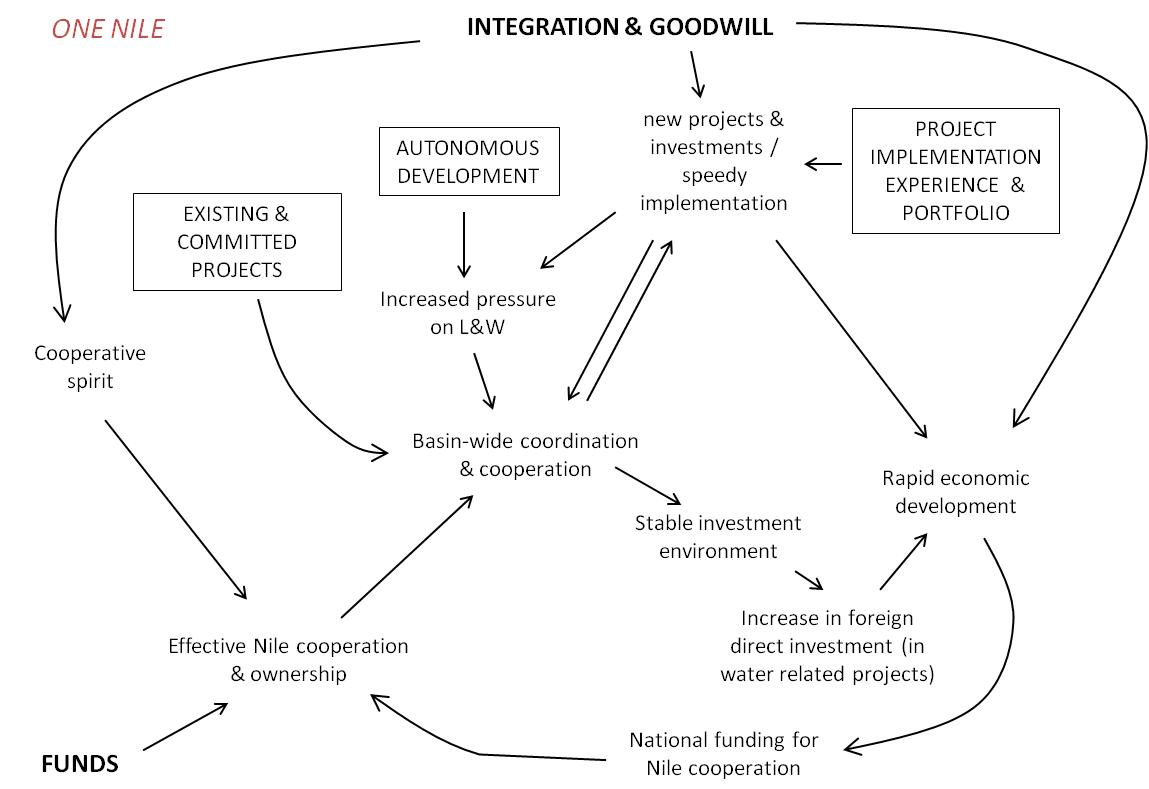 ONE NILE
INTEGRATION & GOODWILL
new projects &
investments /
speedy
implementation
PROJECT
IMPLEMENTATION
EXPERIENCE &
PORTFOLIO
AUTONOMOUS
DEVELOPMENT
EXISTING &
COMMITTED
PROJECTS
Increased pressure
on L&W
Cooperative
spirit
Basin-wide coordination
& cooperation
Rapid economic
development
Stable investment
environment
Increase in foreign
direct investment (in
water related projects)
Effective Nile cooperation
& ownership
National funding for
Nile cooperation
FUNDS